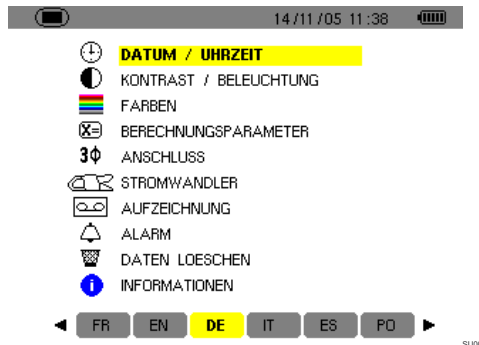 14/11/05 11:38
DATUM / UHRZEIT
KONTRAST / BELEUCHTUNG
FARBEN
X= BERECHNUNGSPARAMETER
3Φ ANSCHLUSS
STROMWANDLER
AUFZEICHNUNG
ALARM
DATEN LOESCHEN
i INFORMATIONEN
FR EN DE IT ES PO